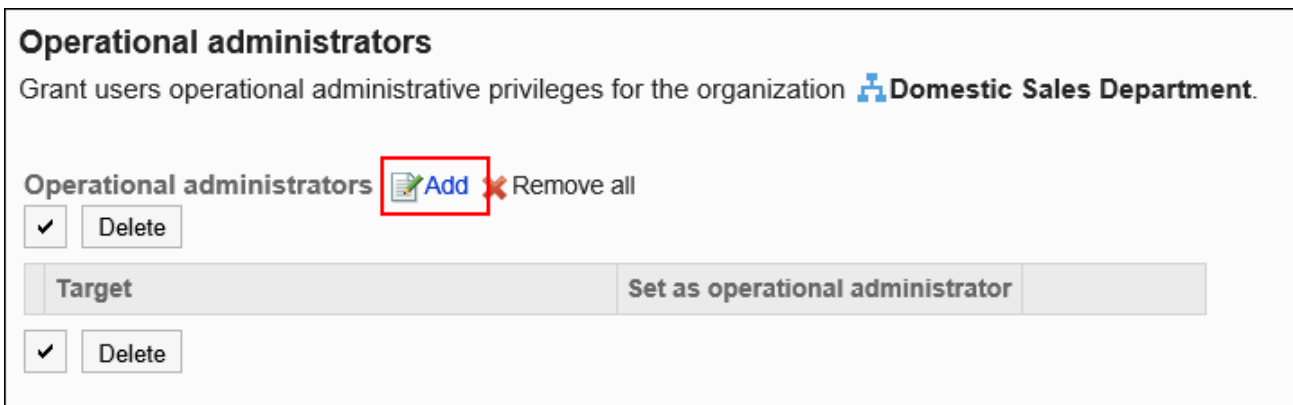 Operational administrators
Grant users operational administrative privileges for the organization Domestic Sales Department.
Operational administrators Add Remove all
Delete
Target Set as operational administrator
Delete